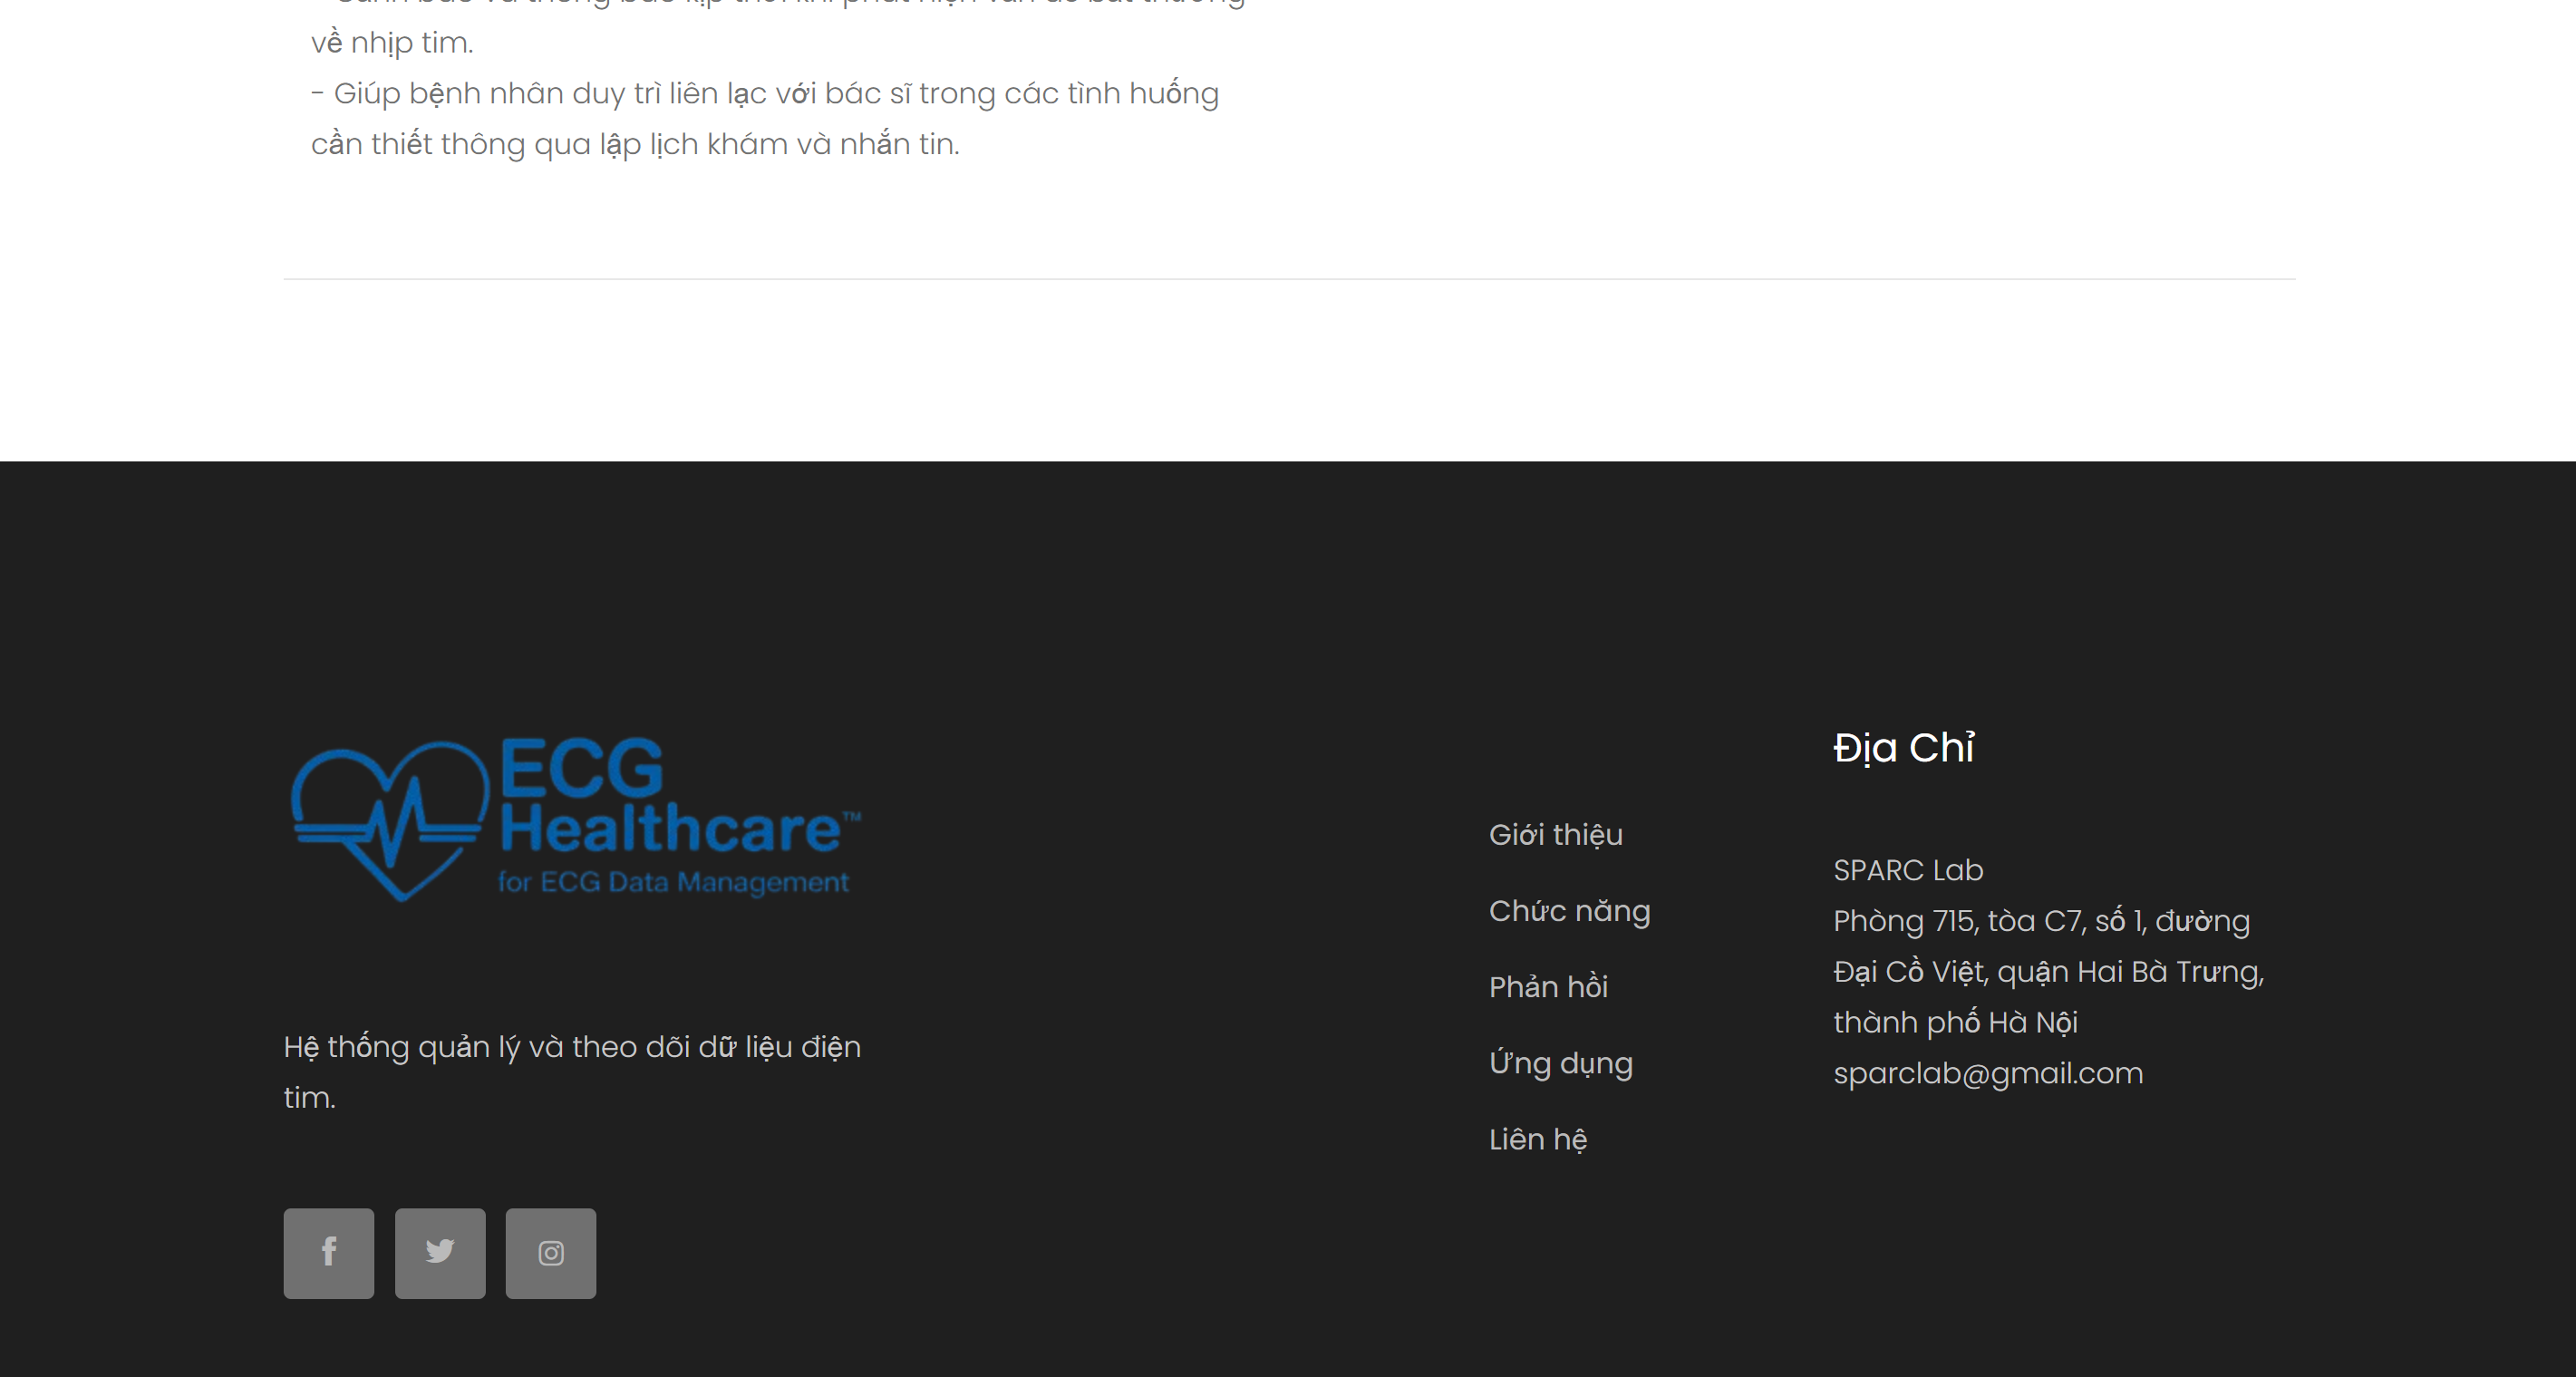 về nhịp tim.
- Giúp bệnh nhân duy trì liên lạc với bác sĩ trong các tình huống
cần thiết thông qua lập lịch khám và nhắn tin.
ECG
Healthcare™
for ECG Data Management
Hệ thống quản lý và theo dõi dữ liệu điện
tim.
Giới thiệu
Chức năng
Phản hồi
Ứng dụng
Liên hệ
Địa Chỉ
SPARC Lab
Phòng 715, tòa C7, số 1, đường
Đại Cồ Việt, quận Hai Bà Trưng,
thành phố Hà Nội
sparclab@gmail.com